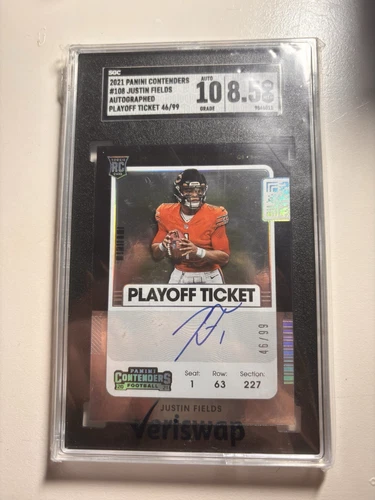 SGC
2021 PANINI CONTENDERS
#108 JUSTIN FIELDS
AUTOGRAPHED
PLAYOFF TICKET 46/99
AUTO
10
GRADE
8.5
RC
PLAYOFF TICKET
46/99
PANINI
CONTENDERS
FOOTBALL
Seat: Row: Section:
1 63 227
JUSTIN FIELDS
veriswap